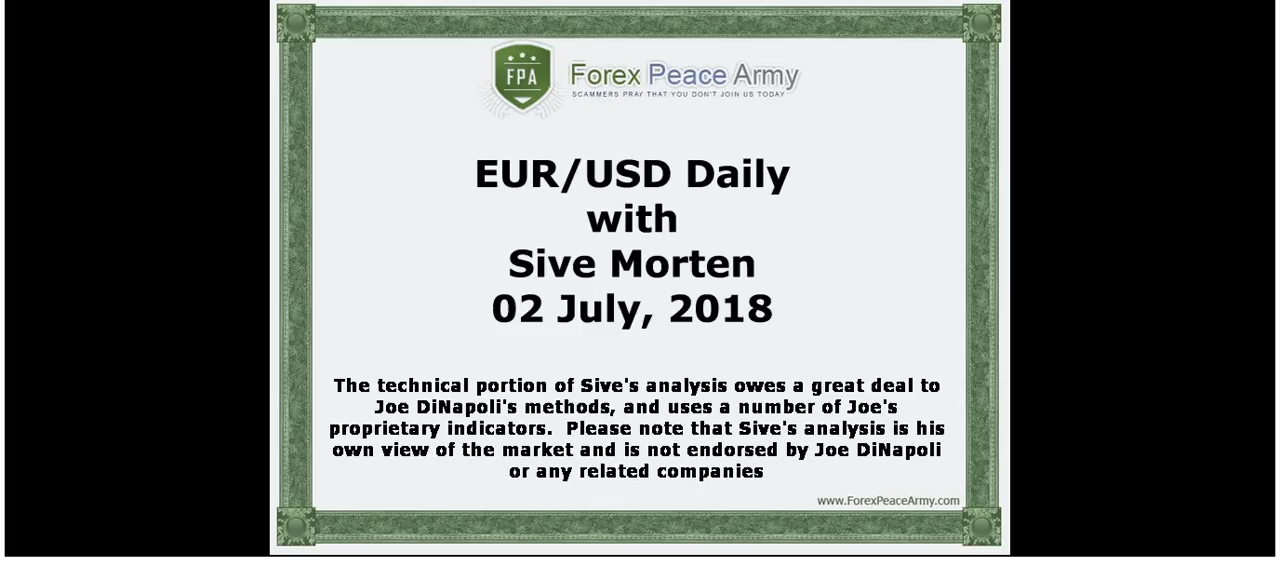 FPA
Forex Peace Army
SCAMMERS PRAY THAT YOU DON'T JOIN US TODAY
EUR/USD Daily
with
Sive Morten
02 July, 2018
The technical portion of Sive's analysis owes a great deal to
Joe DiNapoli's methods, and uses a number of Joe's
proprietary indicators.  Please note that Sive's analysis is his
own view of the market and is not endorsed by Joe DiNapoli
or any related companies
www.ForexPeaceArmy.com